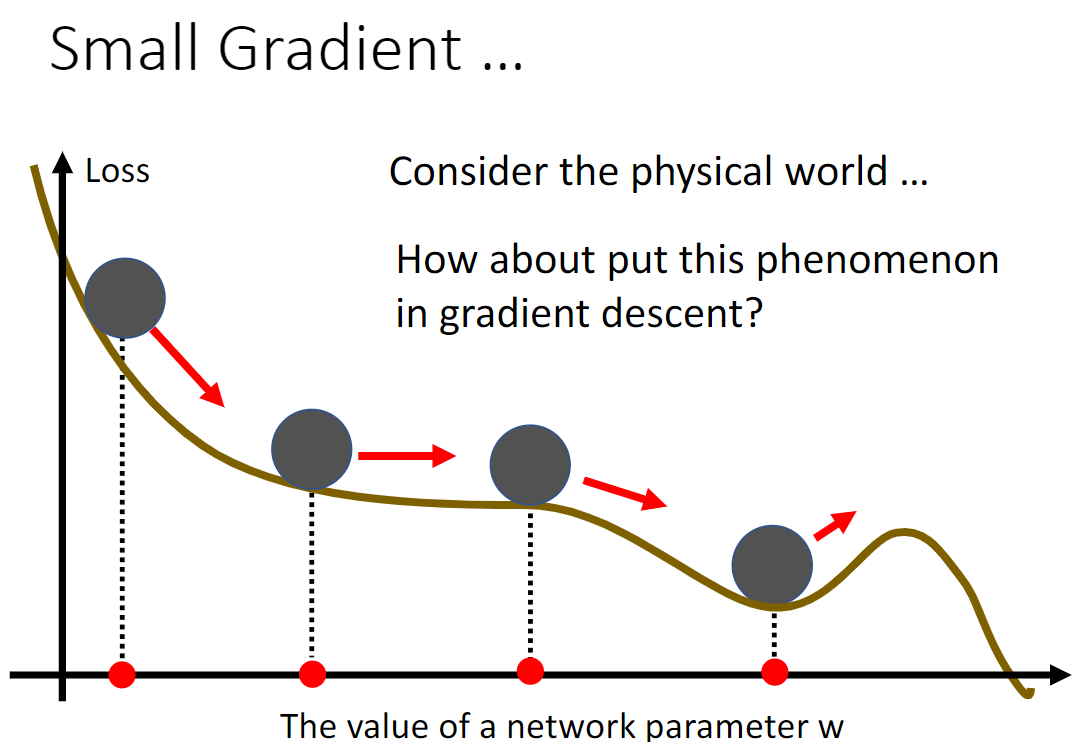 Small Gradient ...
Loss
Consider the physical world ...
How about put this phenomenon
in gradient descent?
The value of a network parameter w